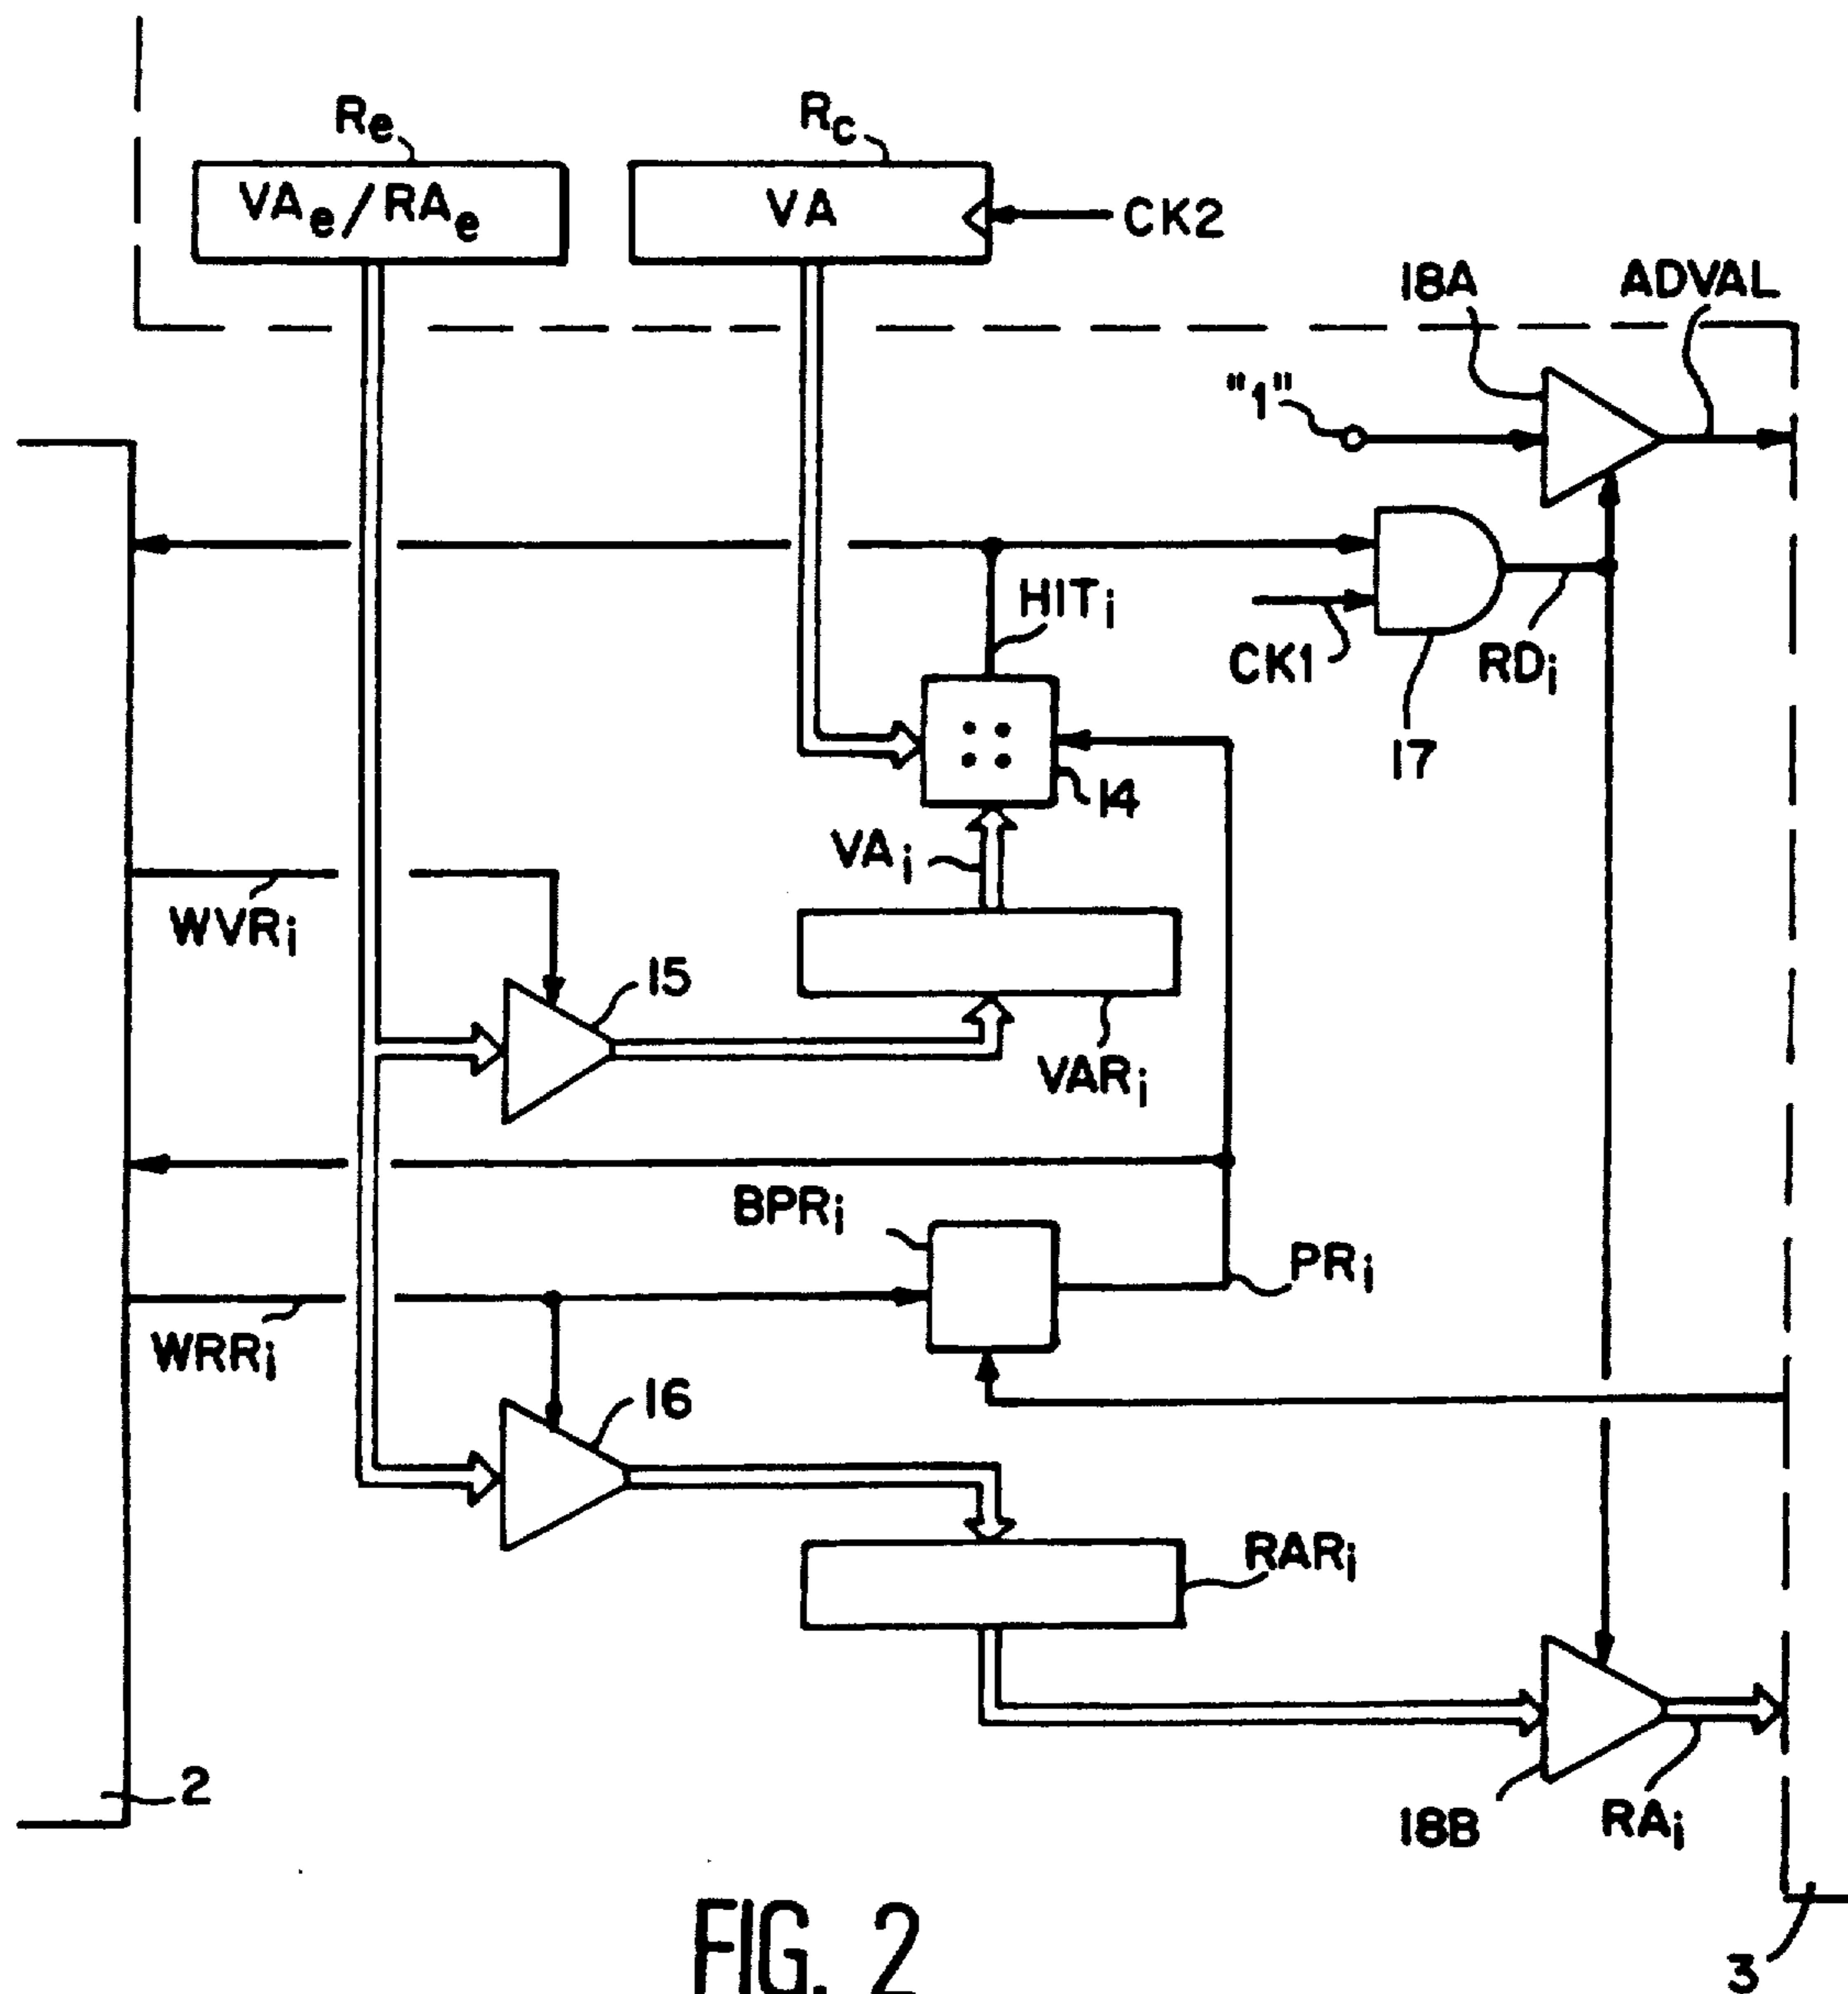 Re
Rc
VAe/RAe
VA
CK2
18A
ADVAL
"1"
HITi
CK1
RDi
17
14
VAi
WVRi
15
VARi
BPRi
PRi
WRRi
16
RARi
2
18B
RAi
FIG. 2
3